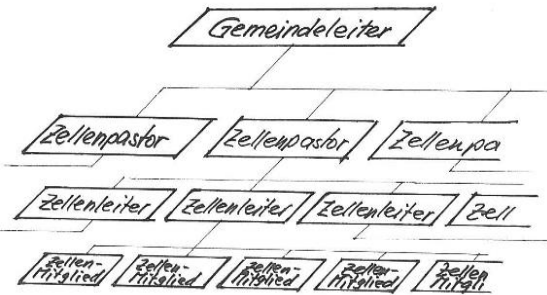 Gemeindeleiter
Zellenpastor Zellenpastor Zellenpa
Zellenleiter Zellenleiter Zellenleiter Zell
Zellen- Zellen- Zellen- Zellen- Zellen
Mitglied Mitglied Mitglied Mitglied Mitgli